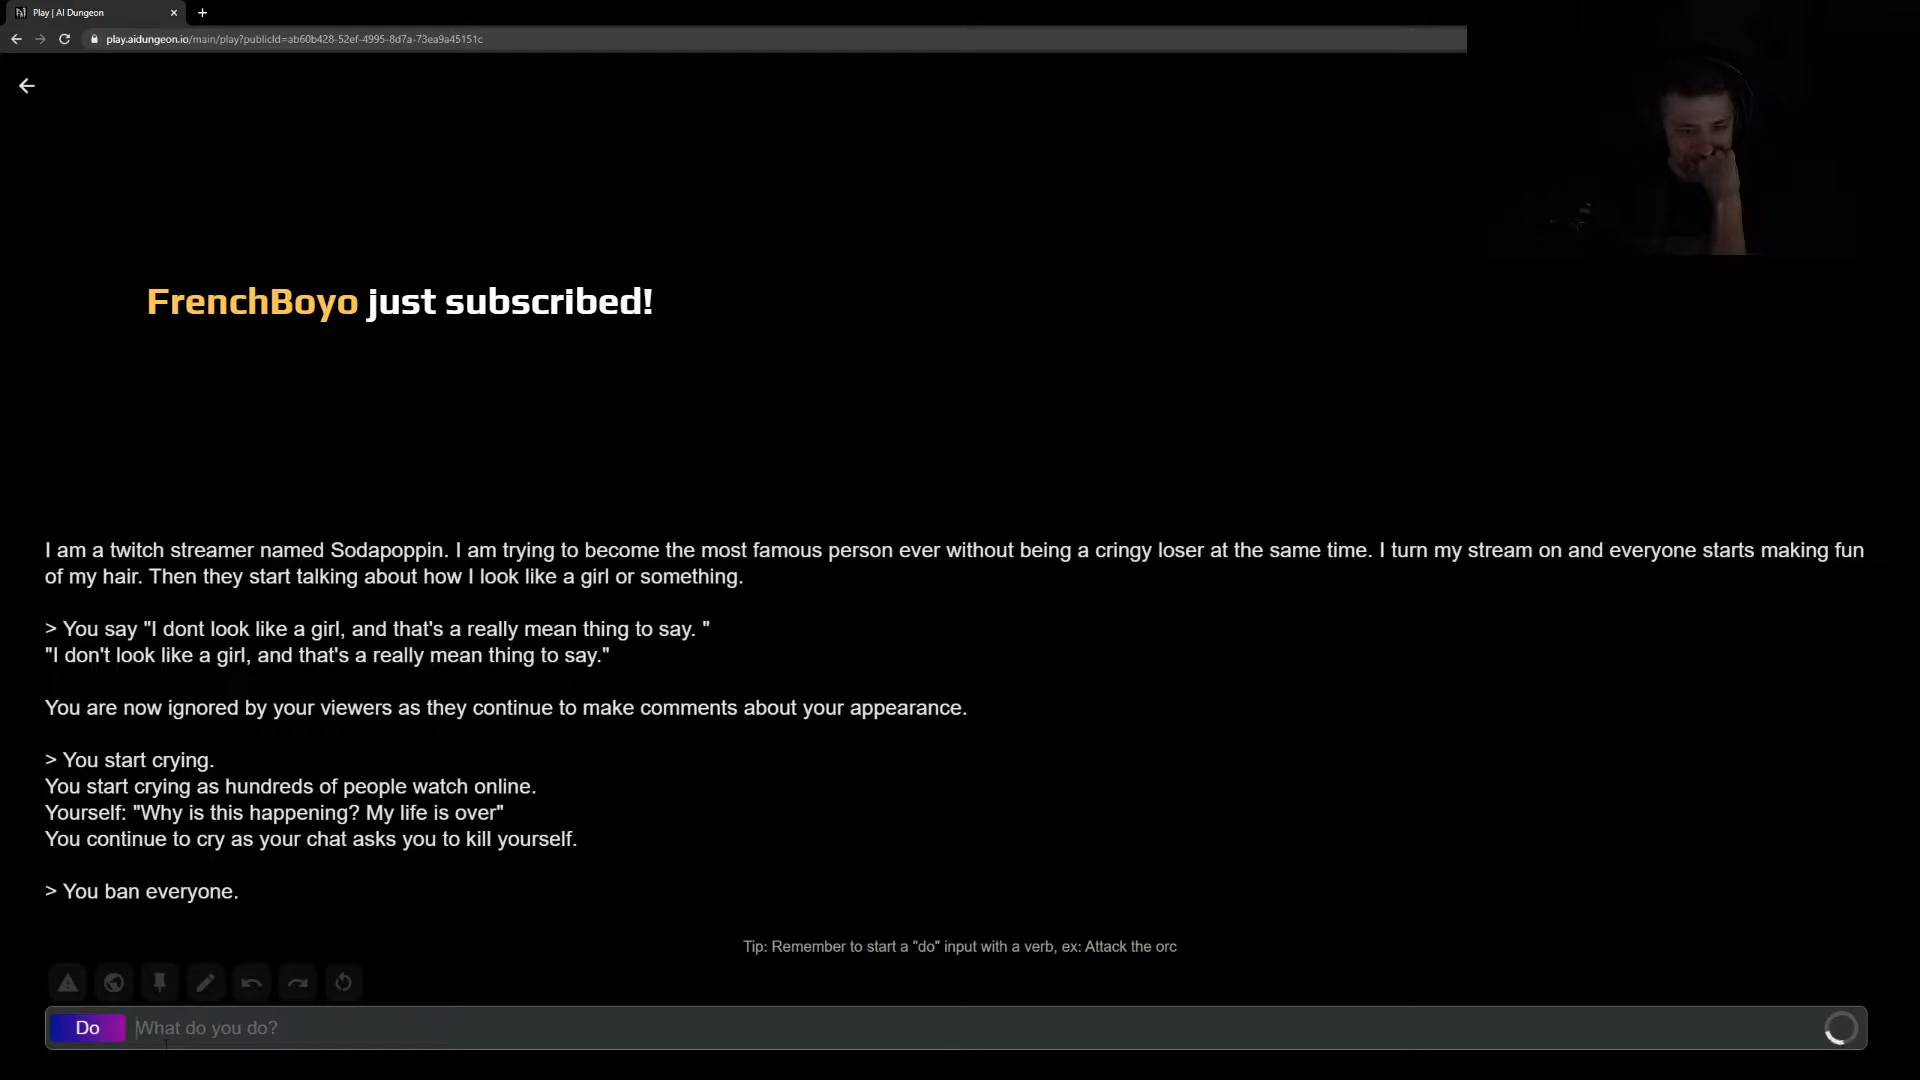 Play | AI Dungeon
play.aidungeon.io/main/play?publicId=ab60b428-52ef-4995-8d7a-73ea9a45151c
FrenchBoyo just subscribed!
I am a twitch streamer named Sodapoppin. I am trying to become the most famous person ever without being a cringy loser at the same time. I turn my stream on and everyone starts making fun
of my hair. Then they start talking about how I look like a girl or something.
> You say "I dont look like a girl, and that's a really mean thing to say. "
"I don't look like a girl, and that's a really mean thing to say."
You are now ignored by your viewers as they continue to make comments about your appearance.
> You start crying.
You start crying as hundreds of people watch online.
Yourself: "Why is this happening? My life is over"
You continue to cry as your chat asks you to kill yourself.
> You ban everyone.
Tip: Remember to start a "do" input with a verb, ex: Attack the orc
Do What do you do?